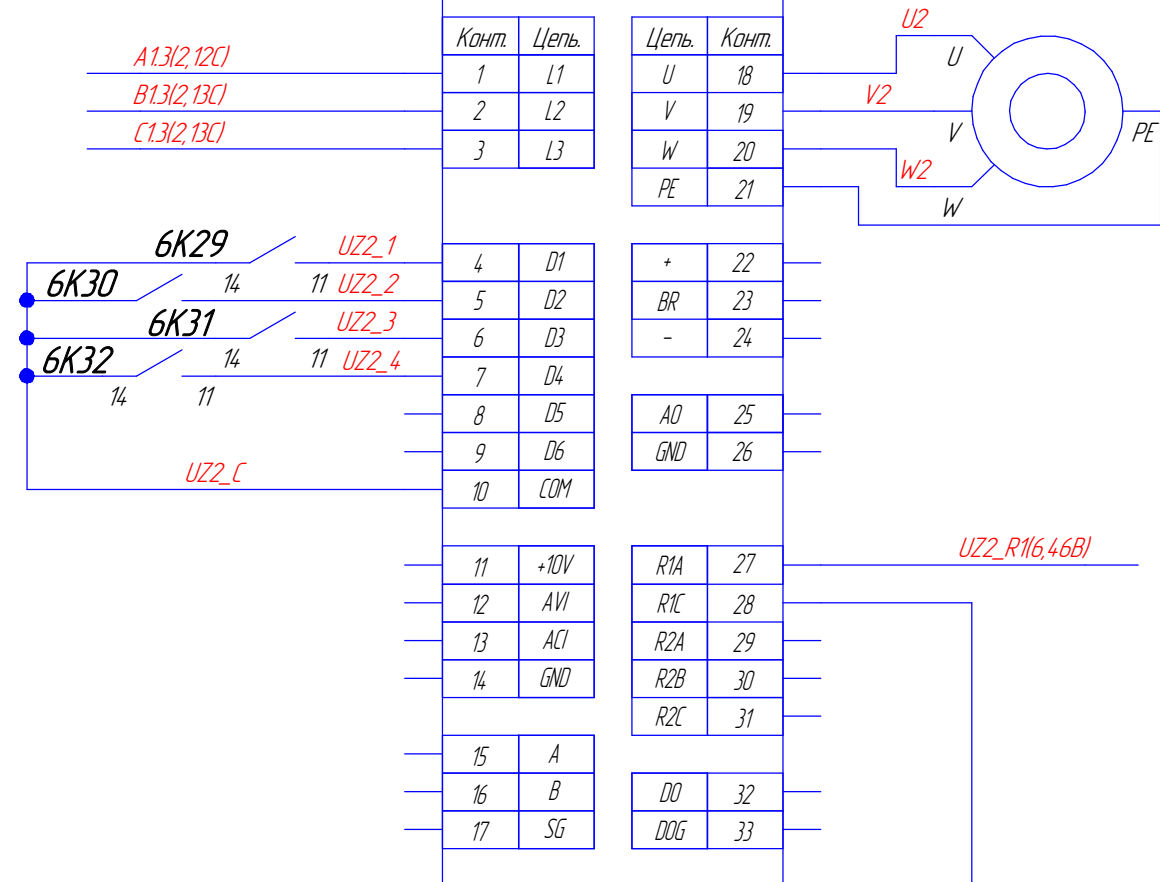 Конт. Цепь. Цепь. Конт. U2
A1.3(2,12C) 1 L1 U 18 U
B1.3(2,13C) 2 L2 V 19 V2 V PE
C1.3(2,13C) 3 L3 W 20 W2
PE 21 W
6K29 UZ2_1 4 D1 + 22
6K30 14 11 UZ2_2 5 D2 BR 23
6K31 UZ2_3 6 D3 - 24
6K32 14 11 UZ2_4 7 D4
14 11 8 D5 AO 25
9 D6 GND 26
UZ2_C 10 COM
11 +10V R1A 27 UZ2_R1(6,46B)
12 AVI R1C 28
13 ACI R2A 29
14 GND R2B 30
R2C 31
15 A
16 B DO 32
17 SG DOG 33